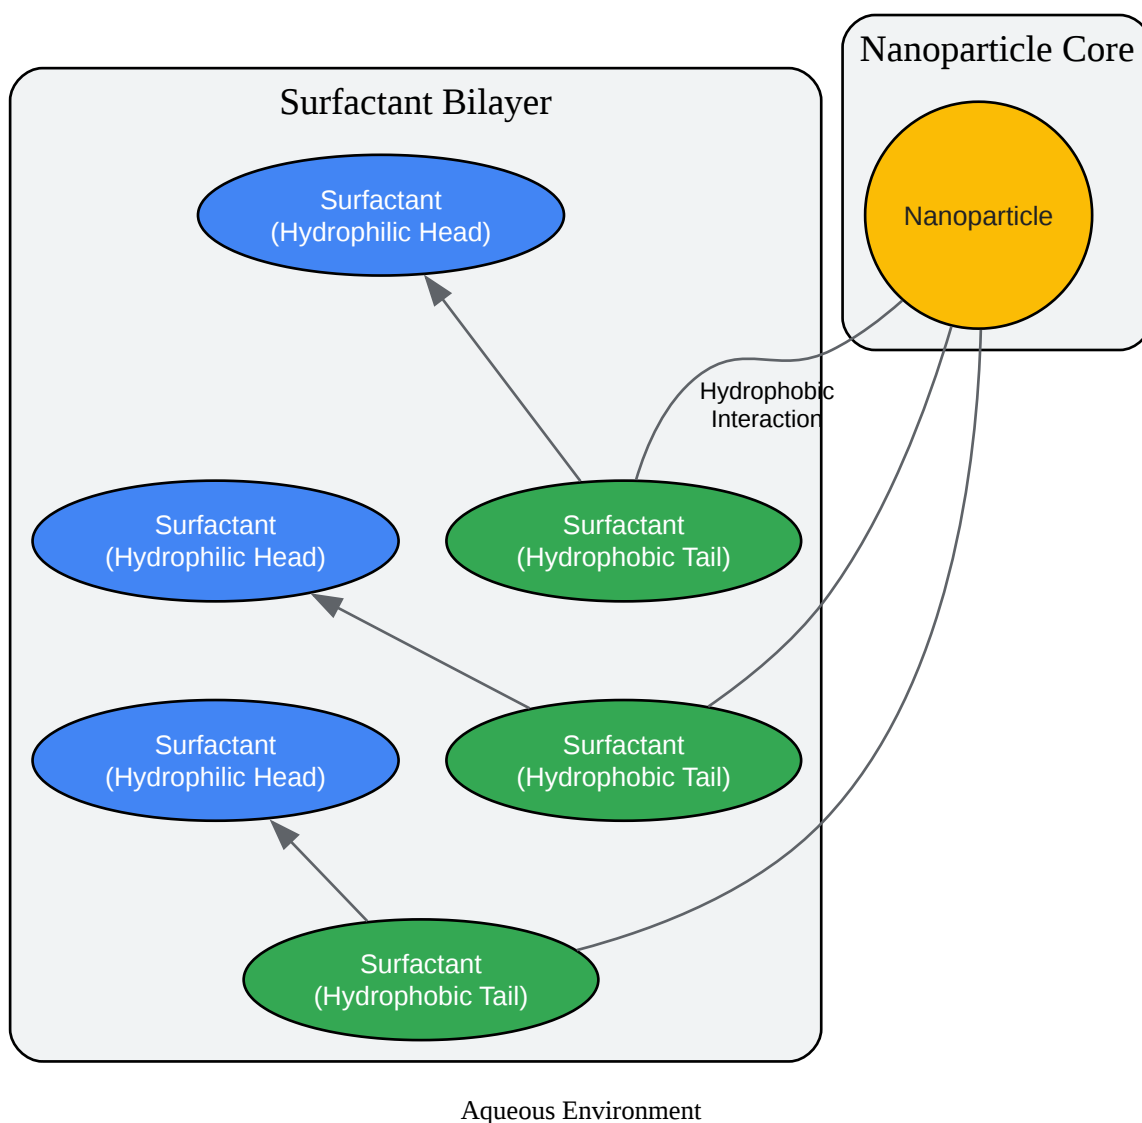 Nanoparticle Core
Surfactant Bilayer
Surfactant
(Hydrophilic Head)
Nanoparticle
Hydrophobic
Interaction
Surfactant
(Hydrophilic Head)
Surfactant
(Hydrophobic Tail)
Surfactant
(Hydrophilic Head)
Surfactant
(Hydrophobic Tail)
Surfactant
(Hydrophobic Tail)
Aqueous Environment